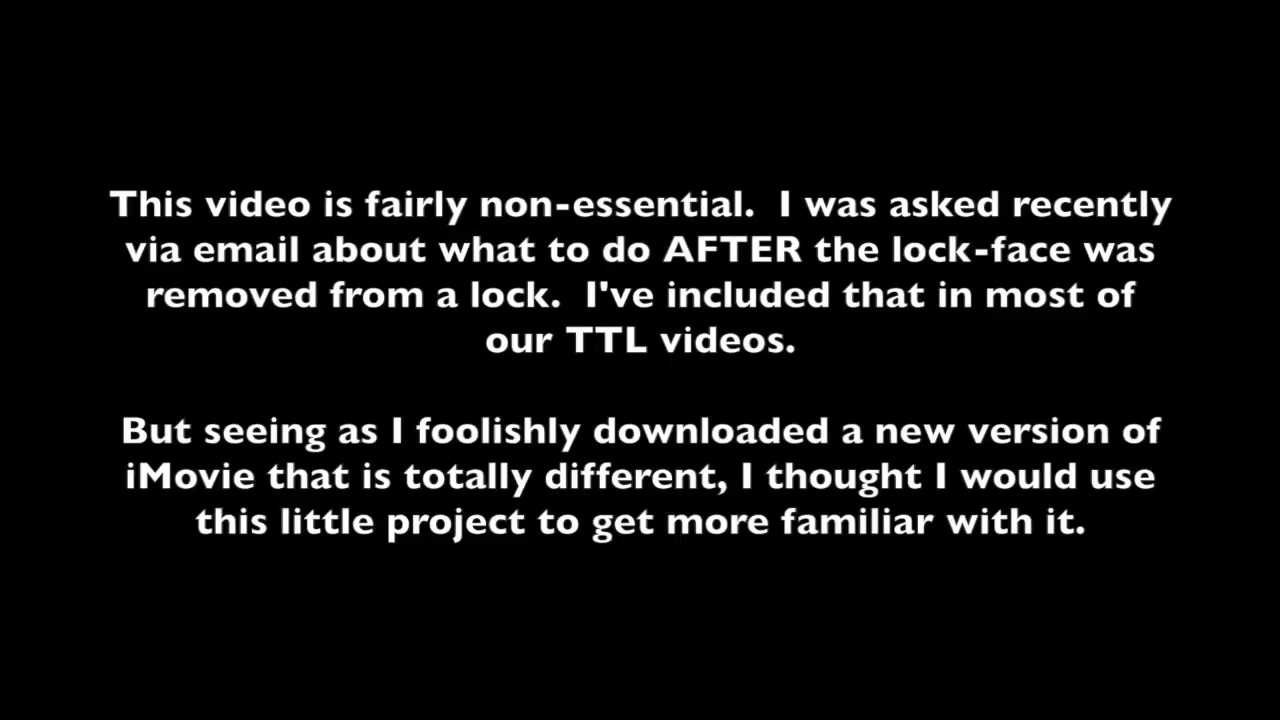 This video is fairly non-essential.  I was asked recently
via email about what to do AFTER the lock-face was
removed from a lock.  I've included that in most of
our TTL videos.
But seeing as I foolishly downloaded a new version of
iMovie that is totally different, I thought I would use
this little project to get more familiar with it.